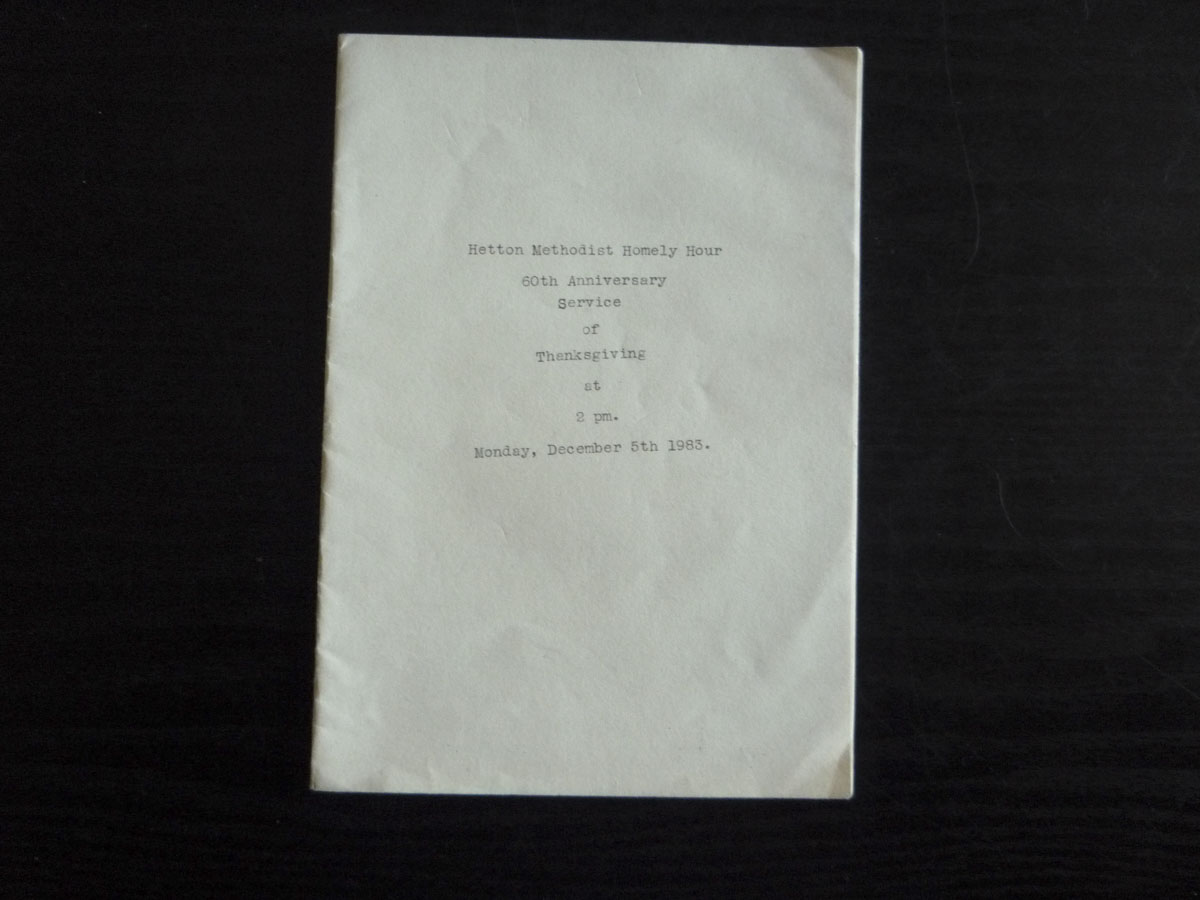 Hetton Methodist Homely Hour
60th Anniversary
Service
of
Thanksgiving
at
2 pm.
Monday, December 5th 1983.